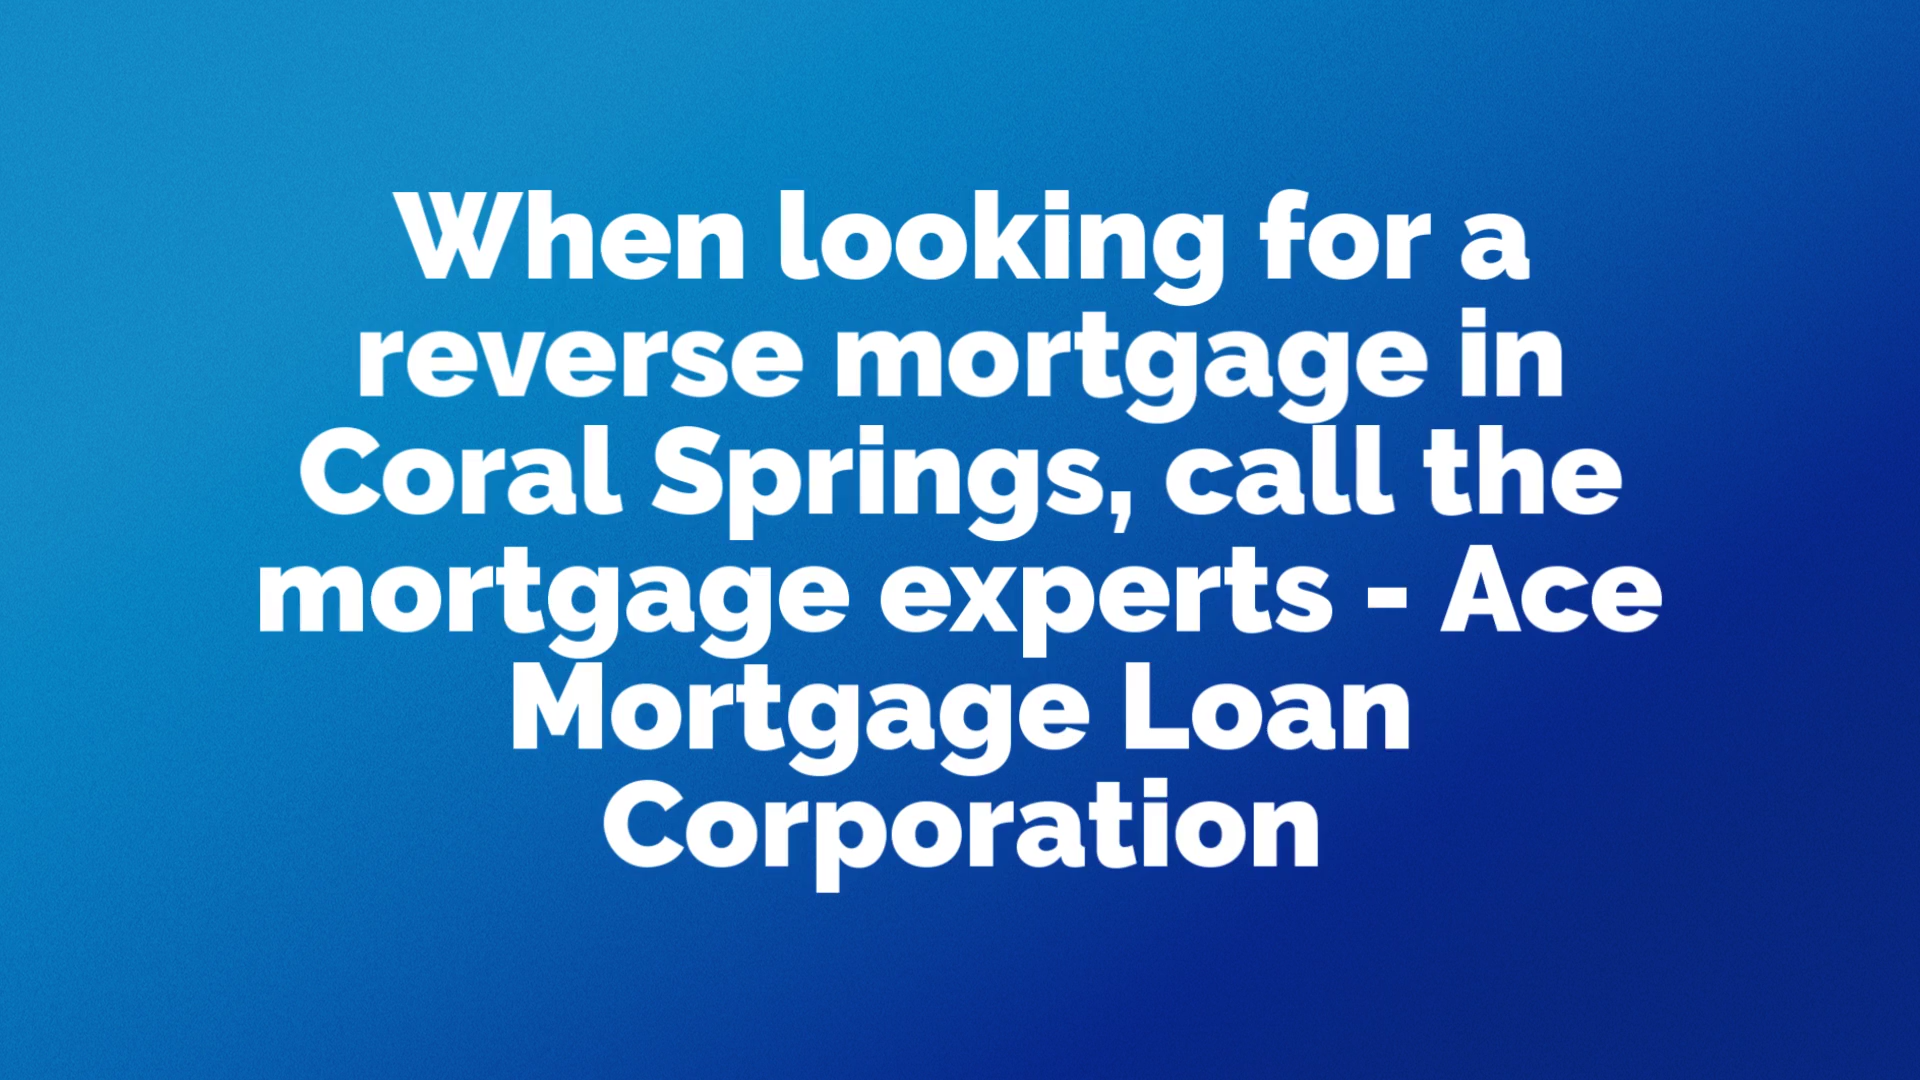 When looking for a
reverse mortgage in
Coral Springs, call the
mortgage experts - Ace
Mortgage Loan
Corporation